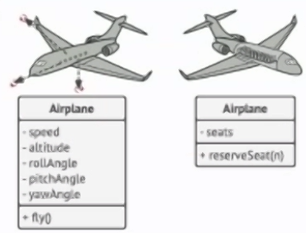 Airplane
- speed
- altitude
- rollAngle
- pitchAngle
- yawAngle
+ fly()
Airplane
- seats
+ reserveSeat(n)